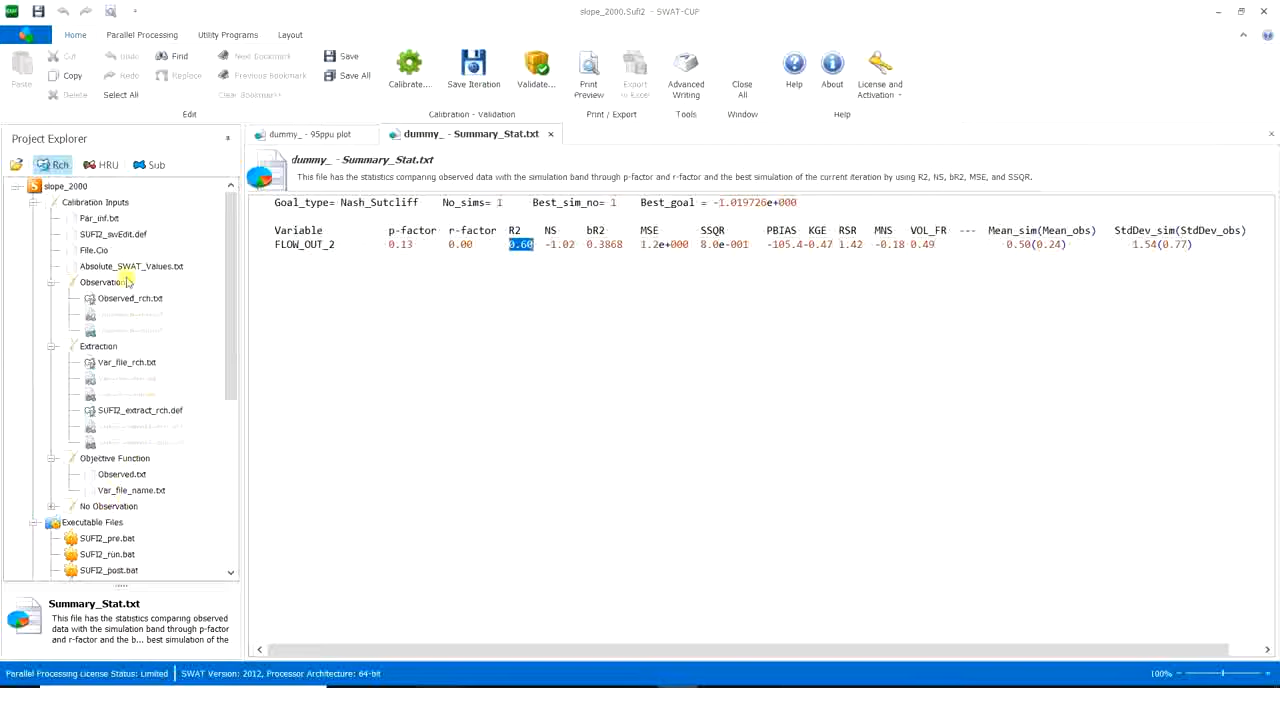 slope_2000.Sufi2 - SWAT-CUP
Home Parallel Processing Utility Programs Layout
Paste Cut Copy Delete Undo Redo Select All Find Replace Next Bookmark Previous Bookmark Clear Bookmarks Save Save All
Calibrate... Save Iteration Validate... Print Preview Export to Excel Advanced Writing Close All Help About License and Activation
Edit Calibration - Validation Print / Export Tools Window Help
Project Explorer
dummy_ - 95ppu plot dummy_ - Summary_Stat.txt
Rch HRU Sub
dummy_ - Summary_Stat.txt
This file has the statistics comparing observed data with the simulation band through p-factor and r-factor and the best simulation of the current iteration by using R2, NS, bR2, MSE, and SSQR.
slope_2000
Calibration Inputs
Par_inf.txt
SUFI2_swEdit.def
File.Cio
Absolute_SWAT_Values.txt
Observation
Observed_rch.txt
Extraction
Var_file_rch.txt
SUFI2_extract_rch.def
Objective Function
Observed.txt
Var_file_name.txt
No Observation
Executable Files
SUFI2_pre.bat
SUFI2_run.bat
SUFI2_post.bat
Goal_type= Nash_Sutcliff No_sims= 1 Best_sim_no= 1 Best_goal = -1.019726e+000
Variable p-factor r-factor R2 NS bR2 MSE SSQR PBIAS KGE RSR MNS VOL_FR --- Mean_sim(Mean_obs) StdDev_sim(StdDev_obs)
FLOW_OUT_2 0.13 0.00 0.60 -1.02 0.3868 1.2e+000 8.0e-001 -105.4 -0.47 1.42 -0.18 0.49 0.50(0.24) 1.54(0.77)
Summary_Stat.txt
This file has the statistics comparing observed
data with the simulation band through p-factor
and r-factor and the b... best simulation of the
Parallel Processing License Status: Limited SWAT Version: 2012, Processor Architecture: 64-bit 100%